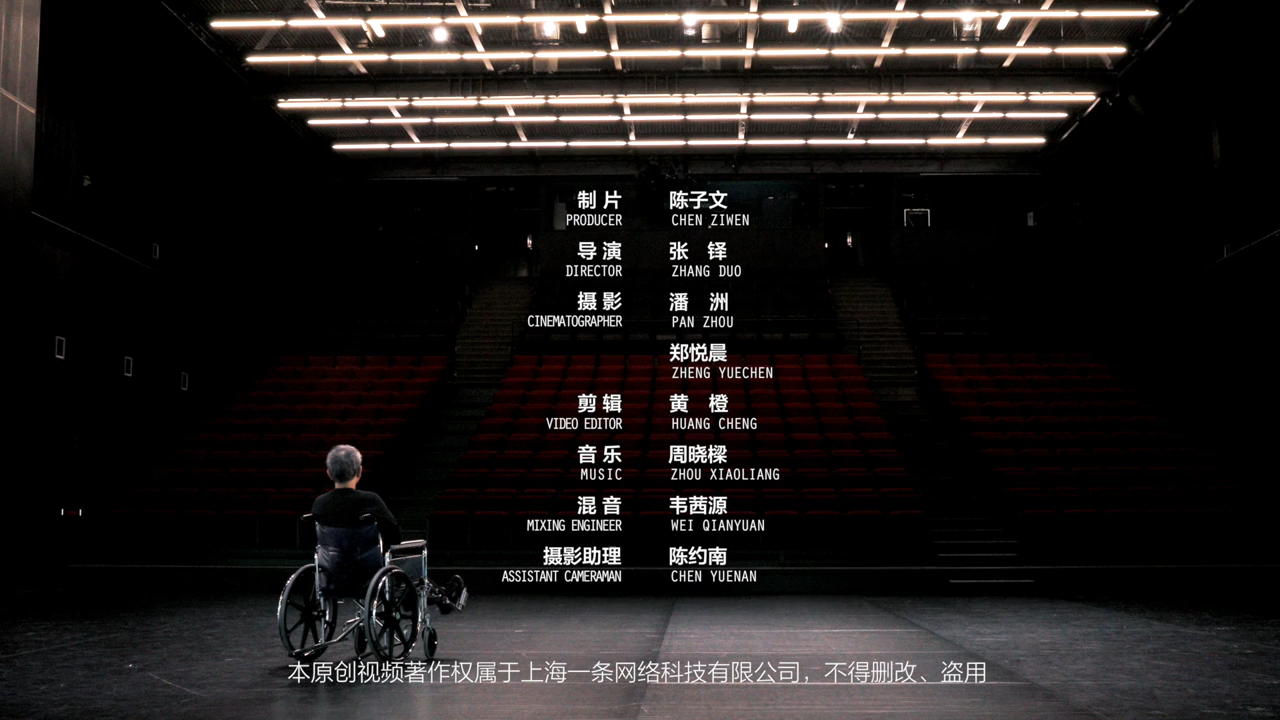 制片 陈子文
PRODUCER CHEN ZIWEN
导演 张铎
DIRECTOR ZHANG DUO
摄影 潘洲
CINEMATOGRAPHER PAN ZHOU
郑悦晨
ZHENG YUECHEN
剪辑 黄橙
VIDEO EDITOR HUANG CHENG
音乐 周晓樑
MUSIC ZHOU XIAOLIANG
混音 韦茜源
MIXING ENGINEER WEI QIANYUAN
摄影助理 陈约南
ASSISTANT CAMERAMAN CHEN YUENAN
本原创视频著作权属于上海一条网络科技有限公司，不得删改、盗用